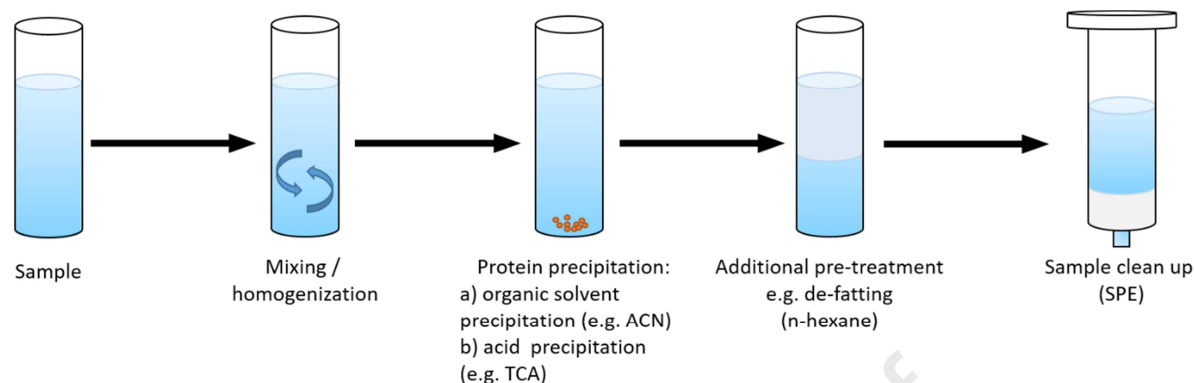 Sample
Mixing /
homogenization
Protein precipitation:
a) organic solvent
precipitation (e.g. ACN)
b) acid  precipitation
(e.g. TCA)
Additional pre-treatment
e.g. de-fatting
(n-hexane)
Sample clean up
(SPE)